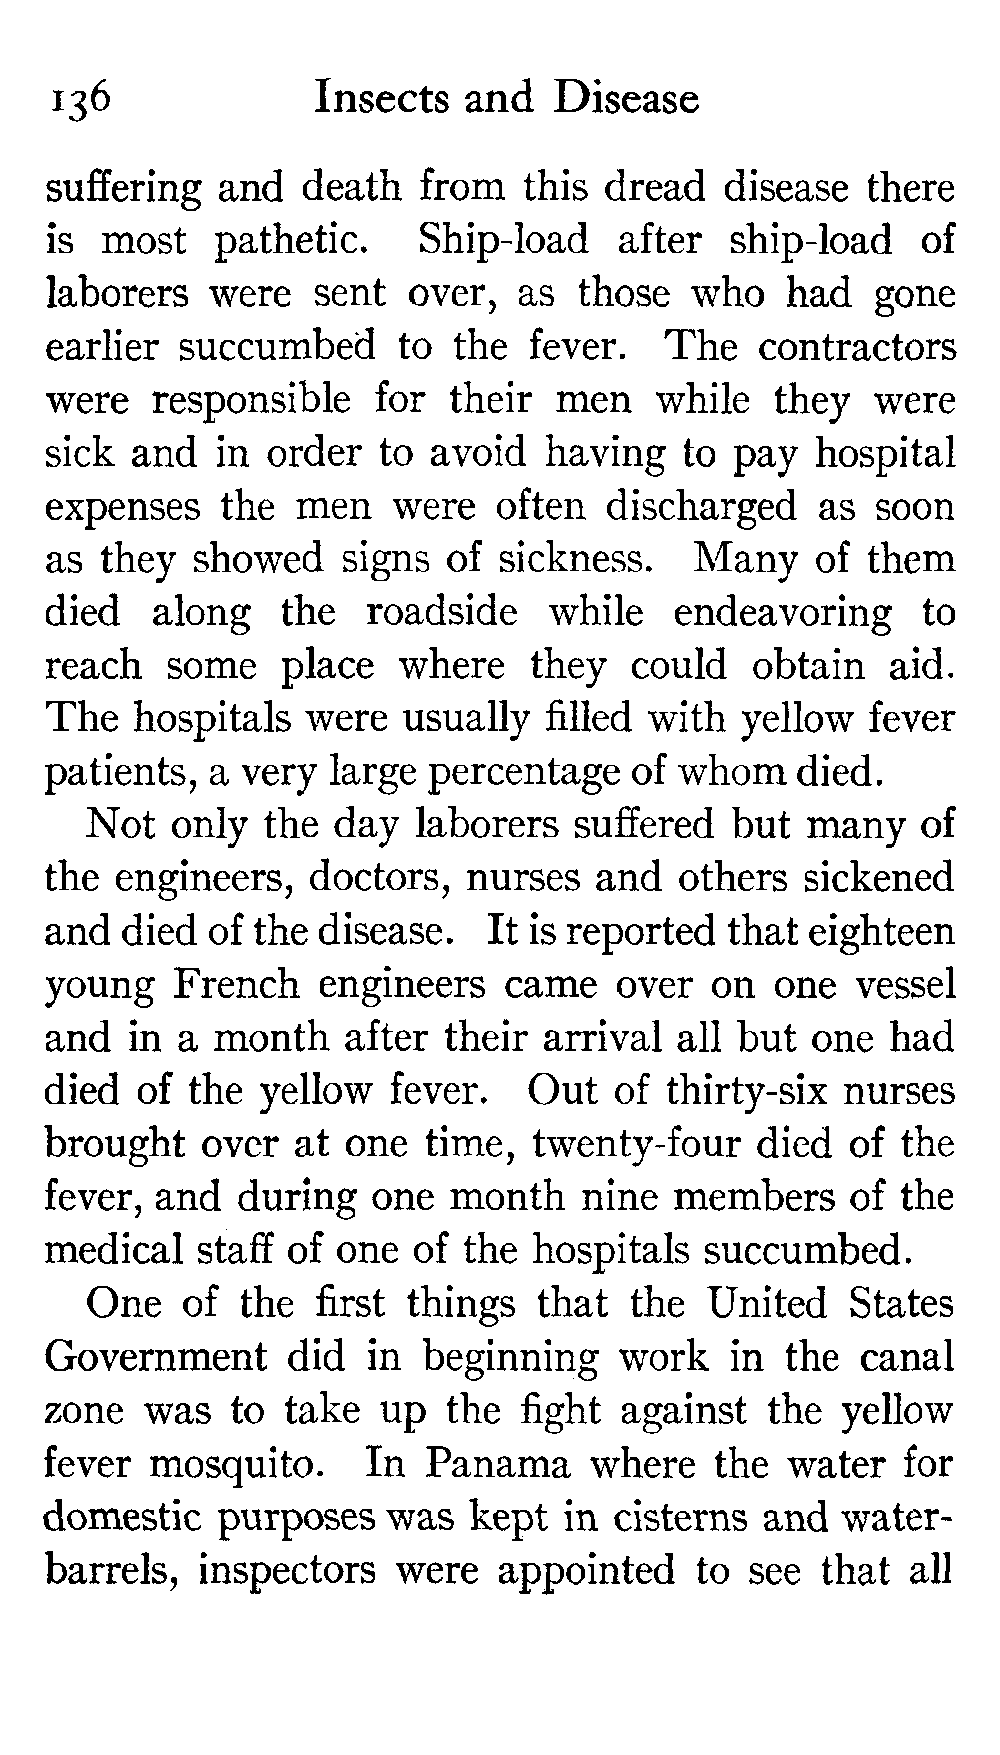 136 Insects and Disease
suffering and death from this dread disease there
is most pathetic. Ship-load after ship-load of
laborers were sent over, as those who had gone
earlier succumbed to the fever. The contractors
were responsible for their men while they were
sick and in order to avoid having to pay hospital
expenses the men were often discharged as soon
as they showed signs of sickness. Many of them
died along the roadside while endeavoring to
reach some place where they could obtain aid.
The hospitals were usually filled with yellow fever
patients, a very large percentage of whom died.
Not only the day laborers suffered but many of
the engineers, doctors, nurses and others sickened
and died of the disease. It is reported that eighteen
young French engineers came over on one vessel
and in a month after their arrival all but one had
died of the yellow fever. Out of thirty-six nurses
brought over at one time, twenty-four died of the
fever, and during one month nine members of the
medical staff of one of the hospitals succumbed.
One of the first things that the United States
Government did in beginning work in the canal
zone was to take up the fight against the yellow
fever mosquito. In Panama where the water for
domestic purposes was kept in cisterns and water-
barrels, inspectors were appointed to see that all